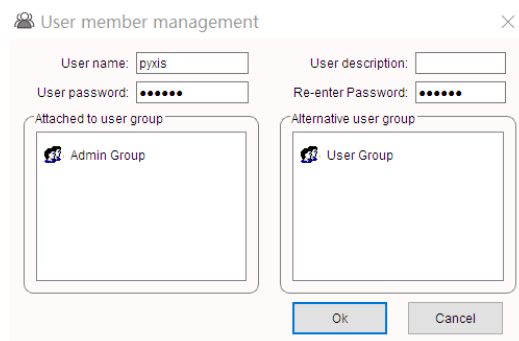 User member management
User name: pyxis
User description:
User password: ●●●●●●
Re-enter Password: ●●●●●●
Attached to user group
Alternative user group
Admin Group
User Group
Ok
Cancel